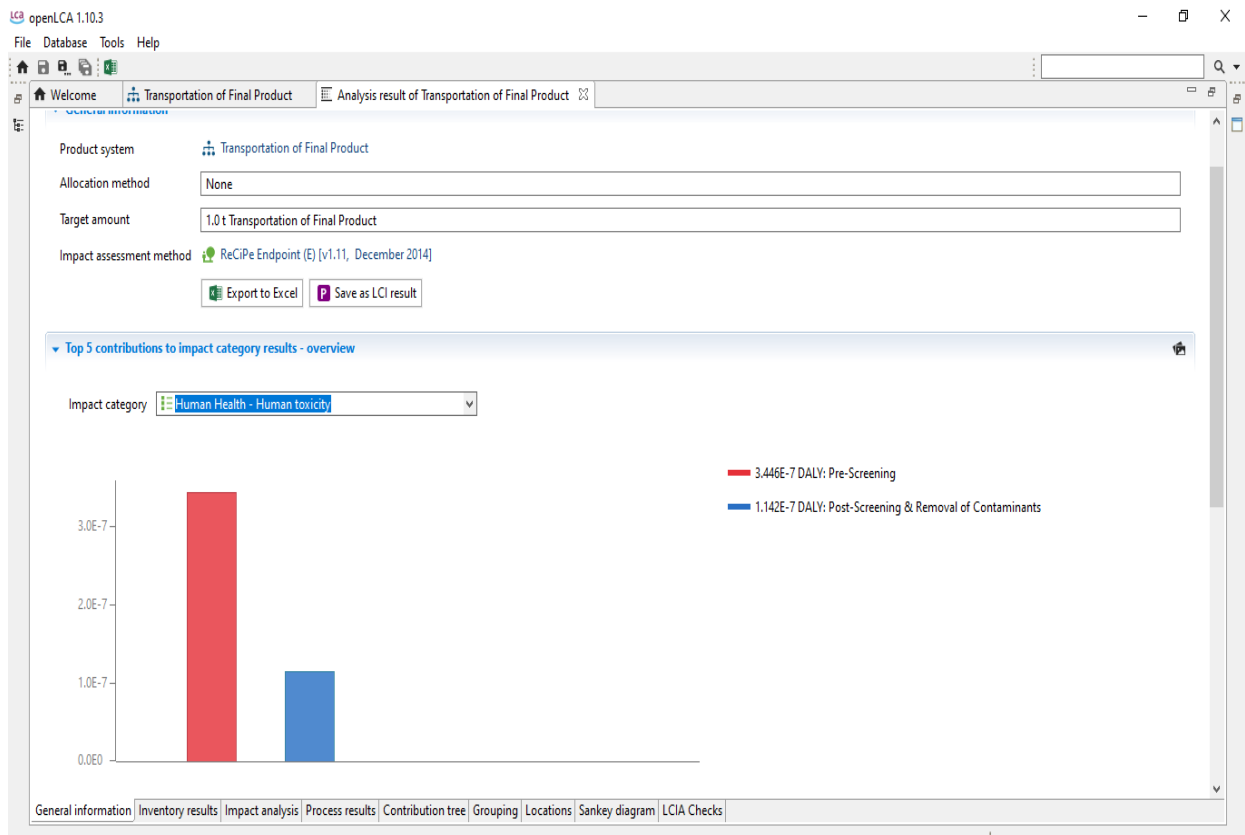 LCA openLCA 1.10.3
File Database Tools Help
Welcome Transportation of Final Product Analysis result of Transportation of Final Product
General information
Product system Transportation of Final Product
Allocation method None
Target amount 1.0 t Transportation of Final Product
Impact assessment method ReCiPe Endpoint (E) [v1.11, December 2014]
Export to Excel P Save as LCI result
Top 5 contributions to impact category results - overview
Impact category Human Health - Human toxicity
3.446E-7 DALY: Pre-Screening
1.142E-7 DALY: Post-Screening & Removal of Contaminants
3.0E-7
2.0E-7
1.0E-7
0.0E0
General information Inventory results Impact analysis Process results Contribution tree Grouping Locations Sankey diagram LCIA Checks